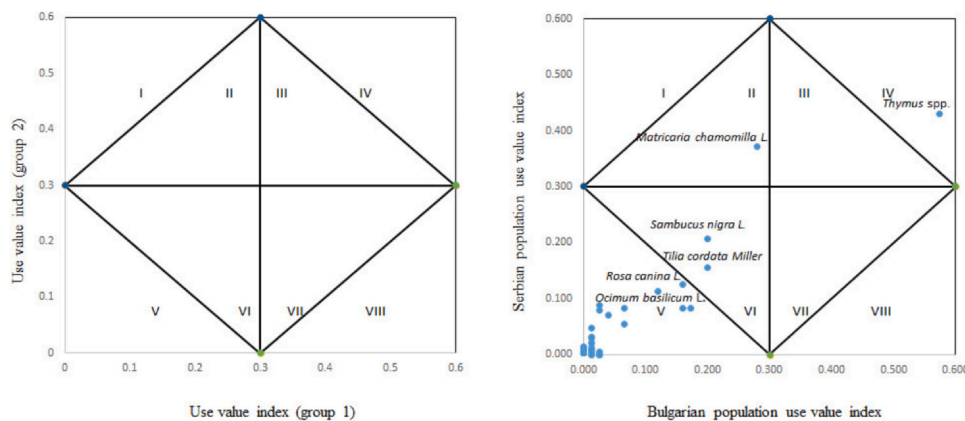 0.6
0.5
0.4
0.3
0.2
0.1
0
0
0.1
0.2
0.3
0.4
0.5
0.6
I
II
III
IV
V
VI
VII
VIII
Use value index (group 2)
Use value index (group 1)
0.600
0.500
0.400
0.300
0.200
0.100
0.000
0.000
0.100
0.200
0.300
0.400
0.500
0.600
I
II
III
IV
Thymus spp.
Matricaria chamomilla L.
Sambucus nigra L.
Tilia cordata Miller
Rosa canina L.
Ocimum basilicum L.
V
VI
VII
VIII
Serbian population use value index
Bulgarian population use value index